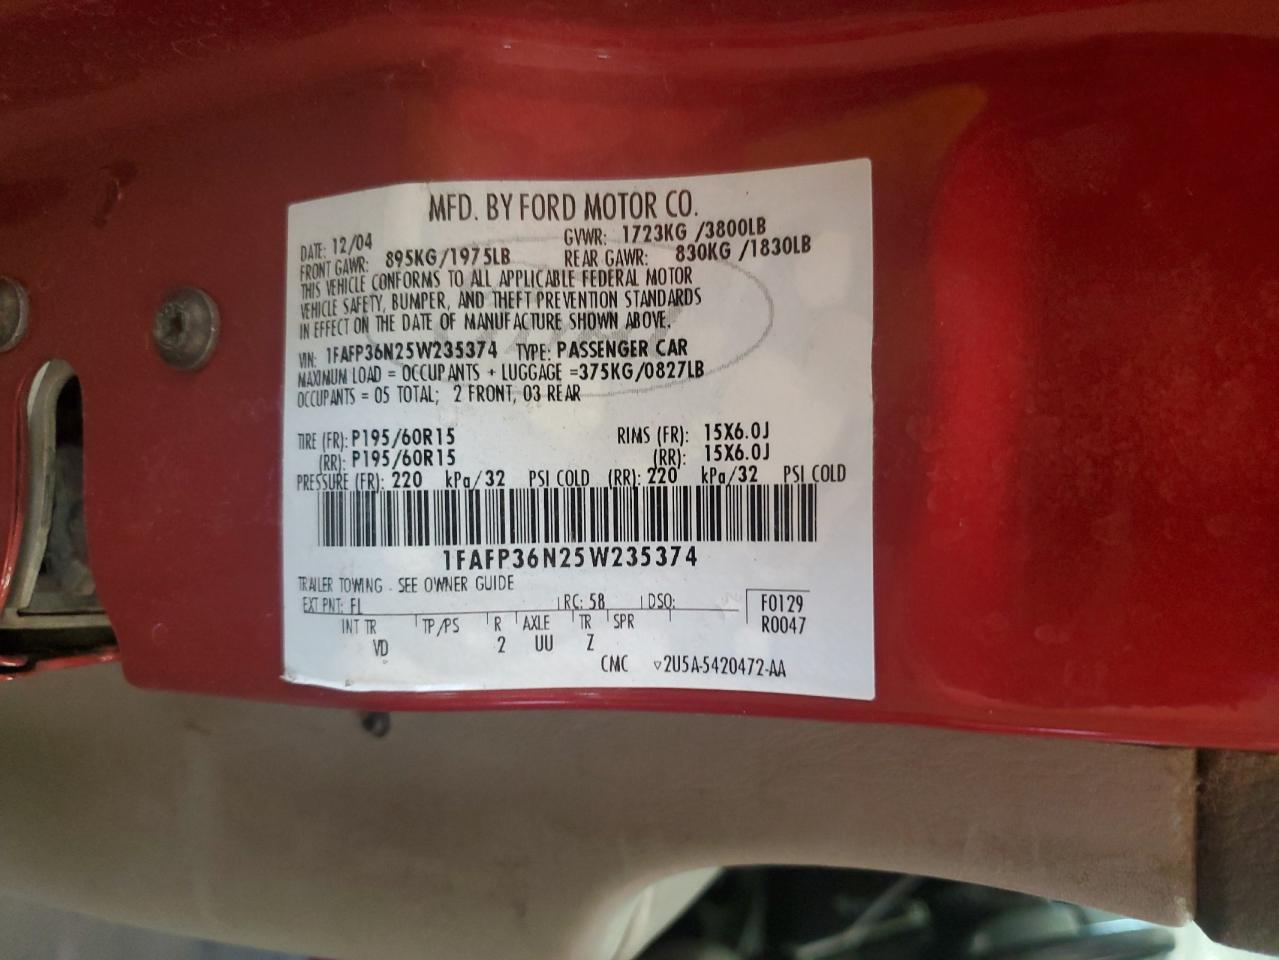 MFD. BY FORD MOTOR CO.
DATE: 12/04 GVWR: 1723KG /3800LB
FRONT GAWR: 895KG/1975LB REAR GAWR: 830KG /1830LB
THIS VEHICLE CONFORMS TO ALL APPLICABLE FEDERAL MOTOR
VEHICLE SAFETY, BUMPER, AND THEFT PREVENTION STANDARDS
IN EFFECT ON THE DATE OF MANUFACTURE SHOWN ABOVE.
VIN: 1FAFP36N25W235374 TYPE: PASSENGER CAR
MAXIMUM LOAD = OCCUPANTS + LUGGAGE =375KG/0827LB
OCCUPANTS = 05 TOTAL; 2 FRONT, 03 REAR
TIRE (FR): P195/60R15 RIMS (FR): 15X6.0J
(RR): P195/60R15 (RR): 15X6.0J
PRESSURE (FR): 220 kPa/32 PSI COLD (RR): 220 kPa/32 PSI COLD
1FAFP36N25W235374
TRAILER TOWING - SEE OWNER GUIDE
EXT PNT: FL RC: 58 DSO: F0129
INT TR TP/PS R AXLE TR SPR R0047
VD 2 UU Z
CMC ▽2U5A-5420472-AA